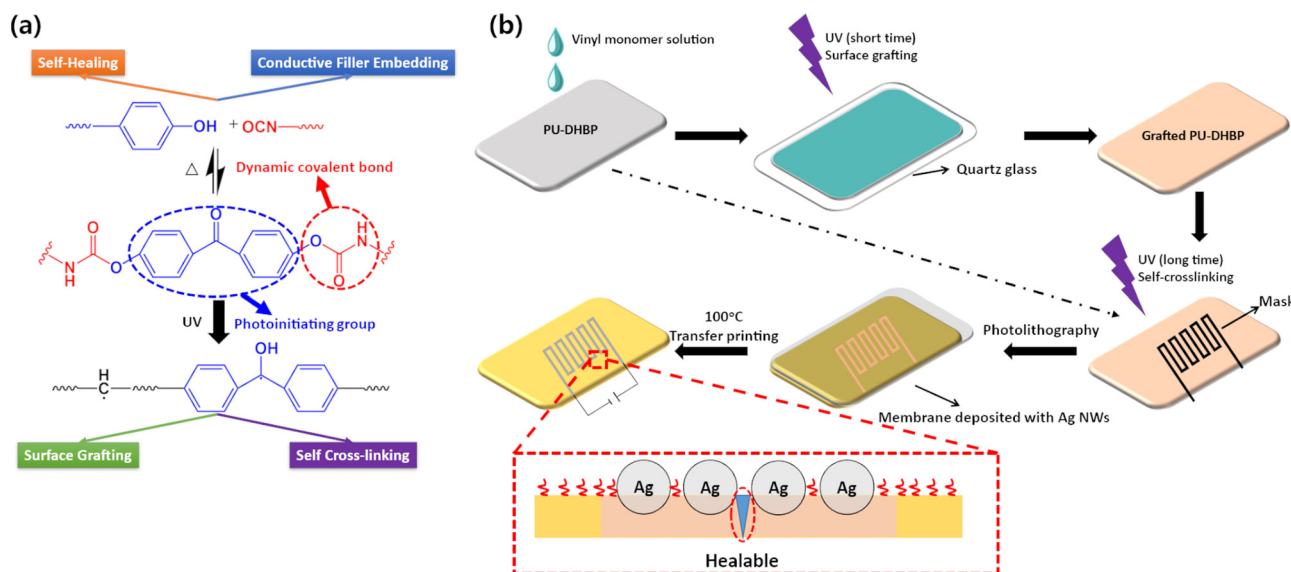 (a)
Self-Healing
Conductive Filler Embedding
OH
+ OCN
△
Dynamic covalent bond
O
O
H
N
N
H
O
O
O
UV
Photoinitiating group
OH
H
C
Surface Grafting
Self Cross-linking
(b)
Vinyl monomer solution
UV (short time)
Surface grafting
PU-DHBP
Quartz glass
Grafted PU-DHBP
UV (long time)
Self-crosslinking
Mask
Photolithography
100°C
Transfer printing
Membrane deposited with Ag NWs
Ag Ag Ag Ag
Healable